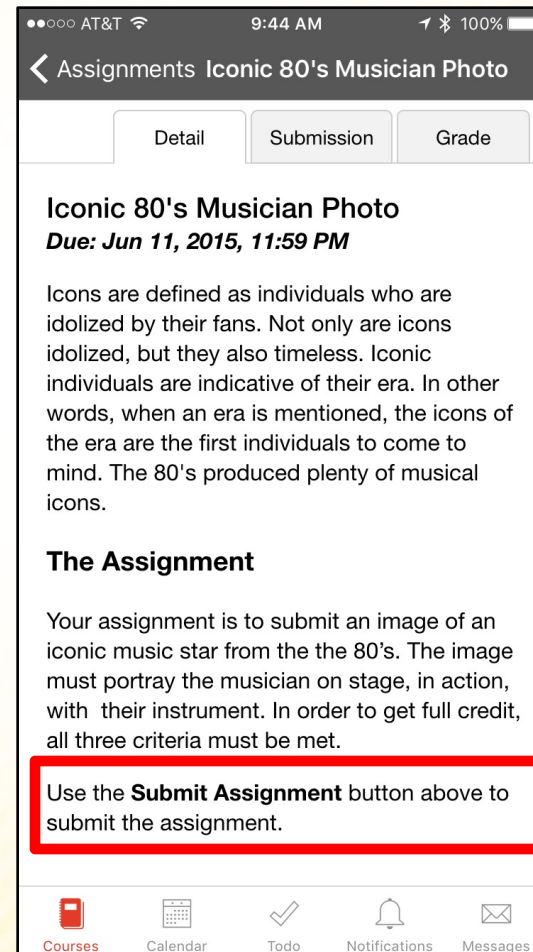 ●●○○○ AT&T 9:44 AM 100%
Assignments Iconic 80's Musician Photo
Detail Submission Grade
Iconic 80's Musician Photo
Due: Jun 11, 2015, 11:59 PM
Icons are defined as individuals who are
idolized by their fans. Not only are icons
idolized, but they also timeless. Iconic
individuals are indicative of their era. In other
words, when an era is mentioned, the icons of
the era are the first individuals to come to
mind. The 80's produced plenty of musical
icons.
The Assignment
Your assignment is to submit an image of an
iconic music star from the the 80’s. The image
must portray the musician on stage, in action,
with  their instrument. In order to get full credit,
all three criteria must be met.
Use the Submit Assignment button above to
submit the assignment.
Courses Calendar Todo Notifications Messages